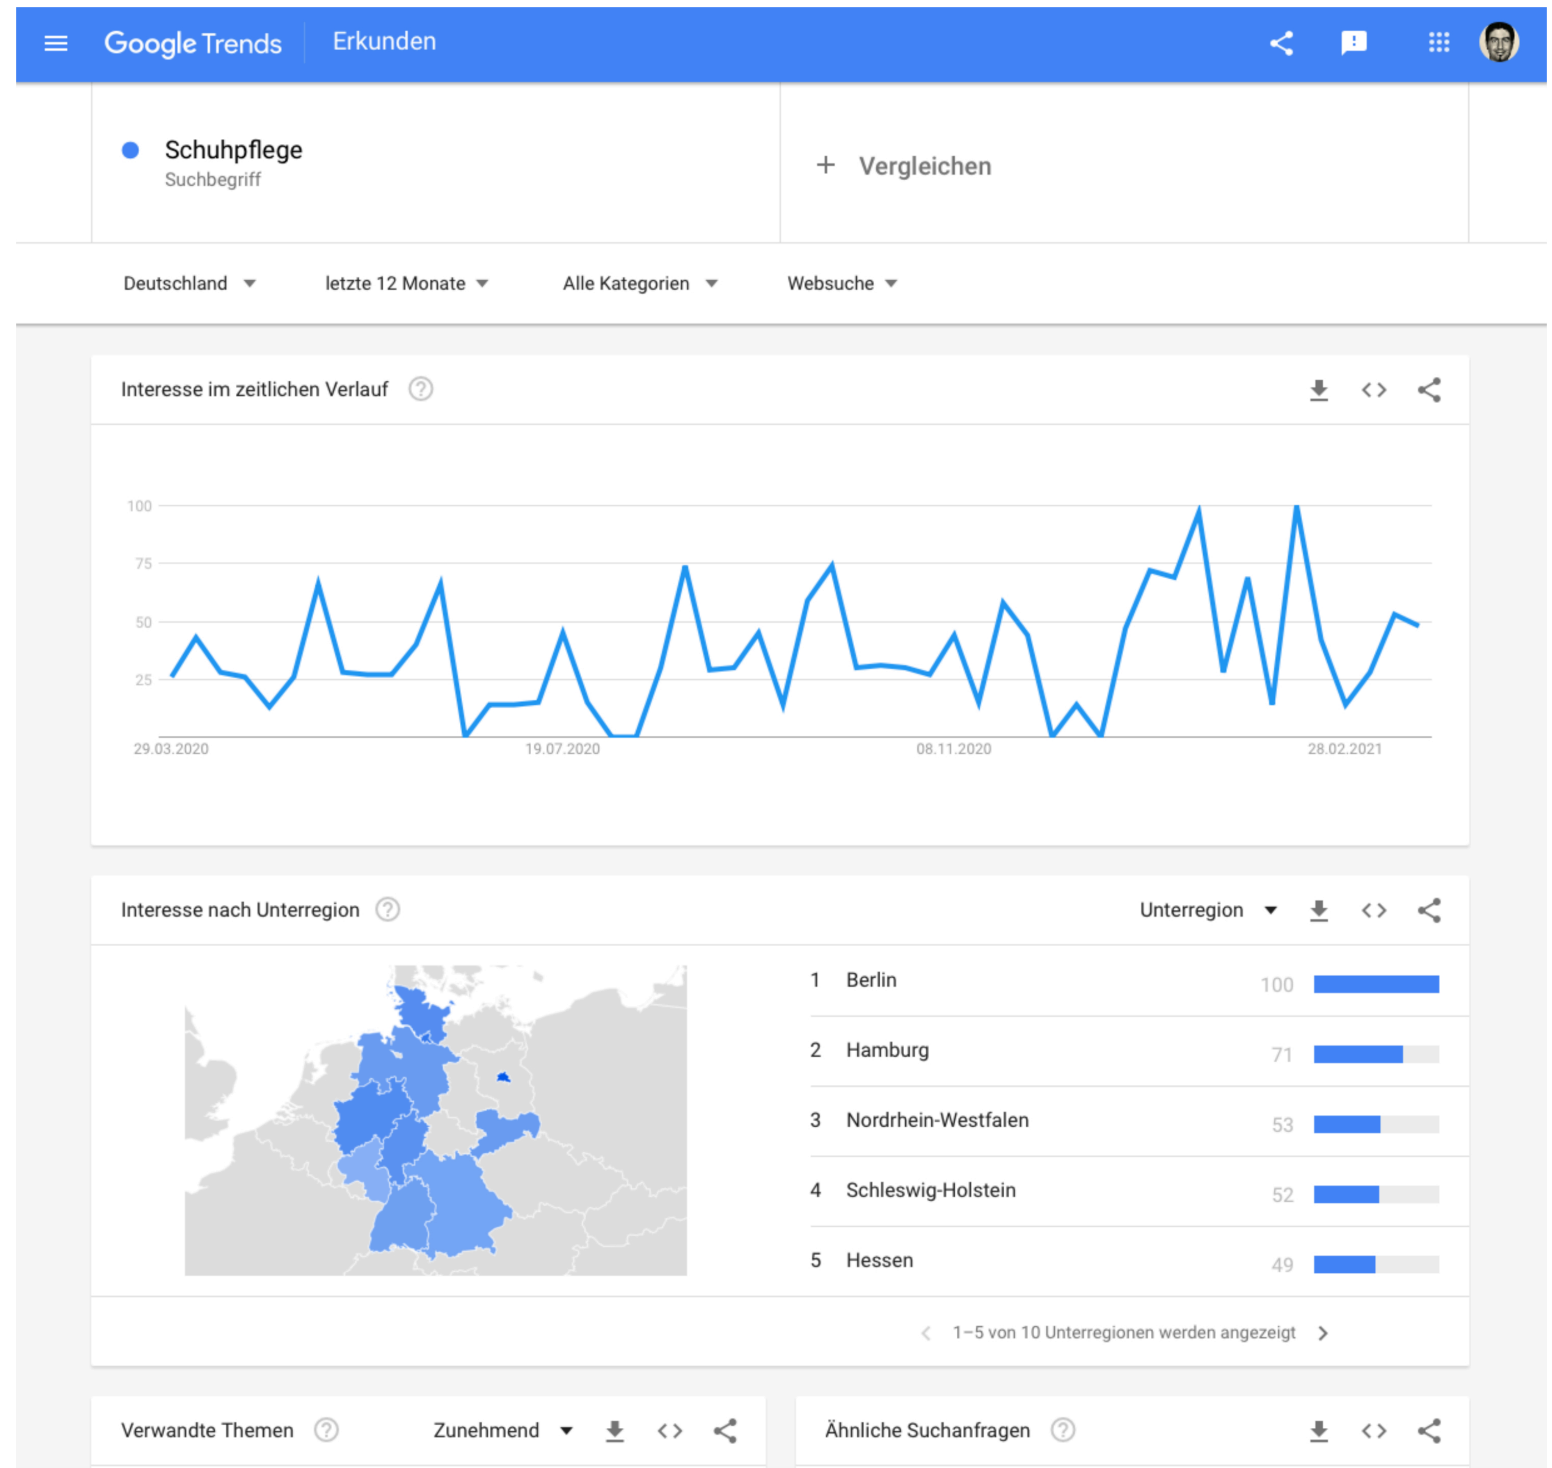 Google Trends Erkunden
Schuhpflege
Suchbegriff
+ Vergleichen
Deutschland letzte 12 Monate Alle Kategorien Websuche
Interesse im zeitlichen Verlauf ?
100
75
50
25
29.03.2020 19.07.2020 08.11.2020 28.02.2021
Interesse nach Unterregion ? Unterregion
1 Berlin 100
2 Hamburg 71
3 Nordrhein-Westfalen 53
4 Schleswig-Holstein 52
5 Hessen 49
1–5 von 10 Unterregionen werden angezeigt
Verwandte Themen ? Zunehmend
Ähnliche Suchanfragen ?